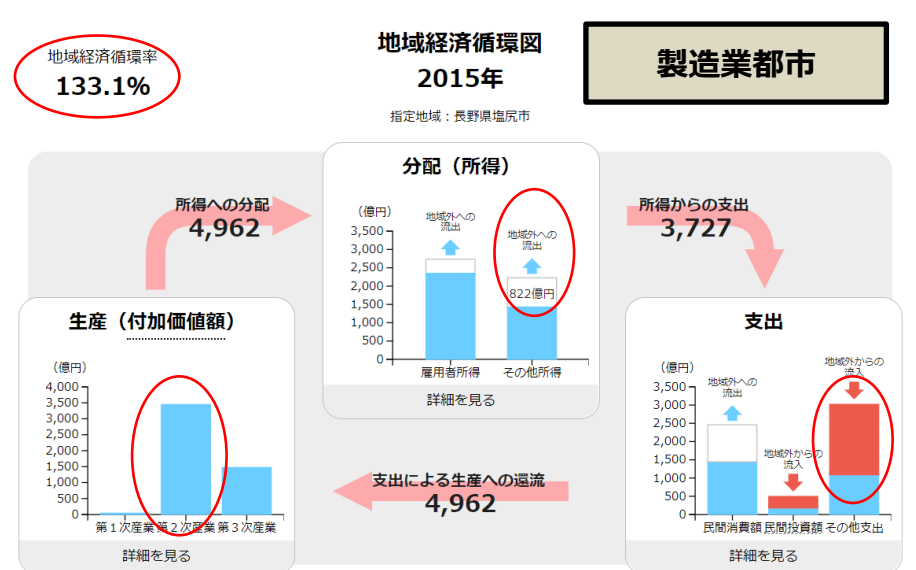 地域経済循環率
133.1%
地域経済循環図
2015年
指定地域：長野県塩尻市
製造業都市
分配（所得）
（億円）
3,500
3,000
2,500
2,000
1,500
1,000
500
0
地域外への
流出
地域外への
流出
822億円
雇用者所得
その他所得
詳細を見る
所得への分配
4,962
所得からの支出
3,727
生産（付加価値額）
（億円）
4,000
3,500
3,000
2,500
2,000
1,500
1,000
500
0
第１次産業
第２次産業
第３次産業
詳細を見る
支出による生産への還流
4,962
支出
（億円）
3,500
3,000
2,500
2,000
1,500
1,000
500
0
地域外への
流出
地域外からの
流入
地域外からの
流入
民間消費額
民間投資額
その他支出
詳細を見る